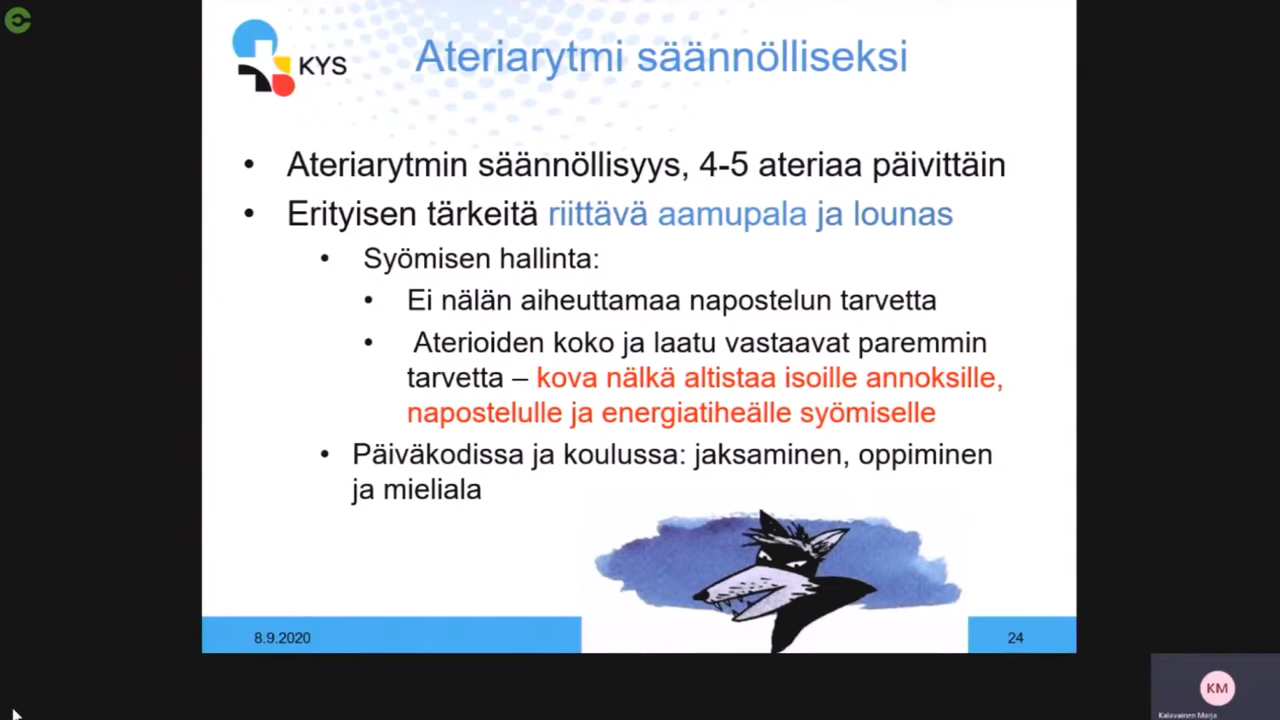 KYS
Ateriarytmi säännölliseksi
• Ateriarytmin säännöllisyys, 4-5 ateriaa päivittäin
• Erityisen tärkeitä riittävä aamupala ja lounas
• Syömisen hallinta:
• Ei nälän aiheuttamaa napostelun tarvetta
• Aterioiden koko ja laatu vastaavat paremmin
tarvetta – kova nälkä altistaa isoille annoksille,
napostelulle ja energiatiheälle syömiselle
• Päiväkodissa ja koulussa: jaksaminen, oppiminen
ja mieliala
8.9.2020
24
KM
Kalavainen Marja